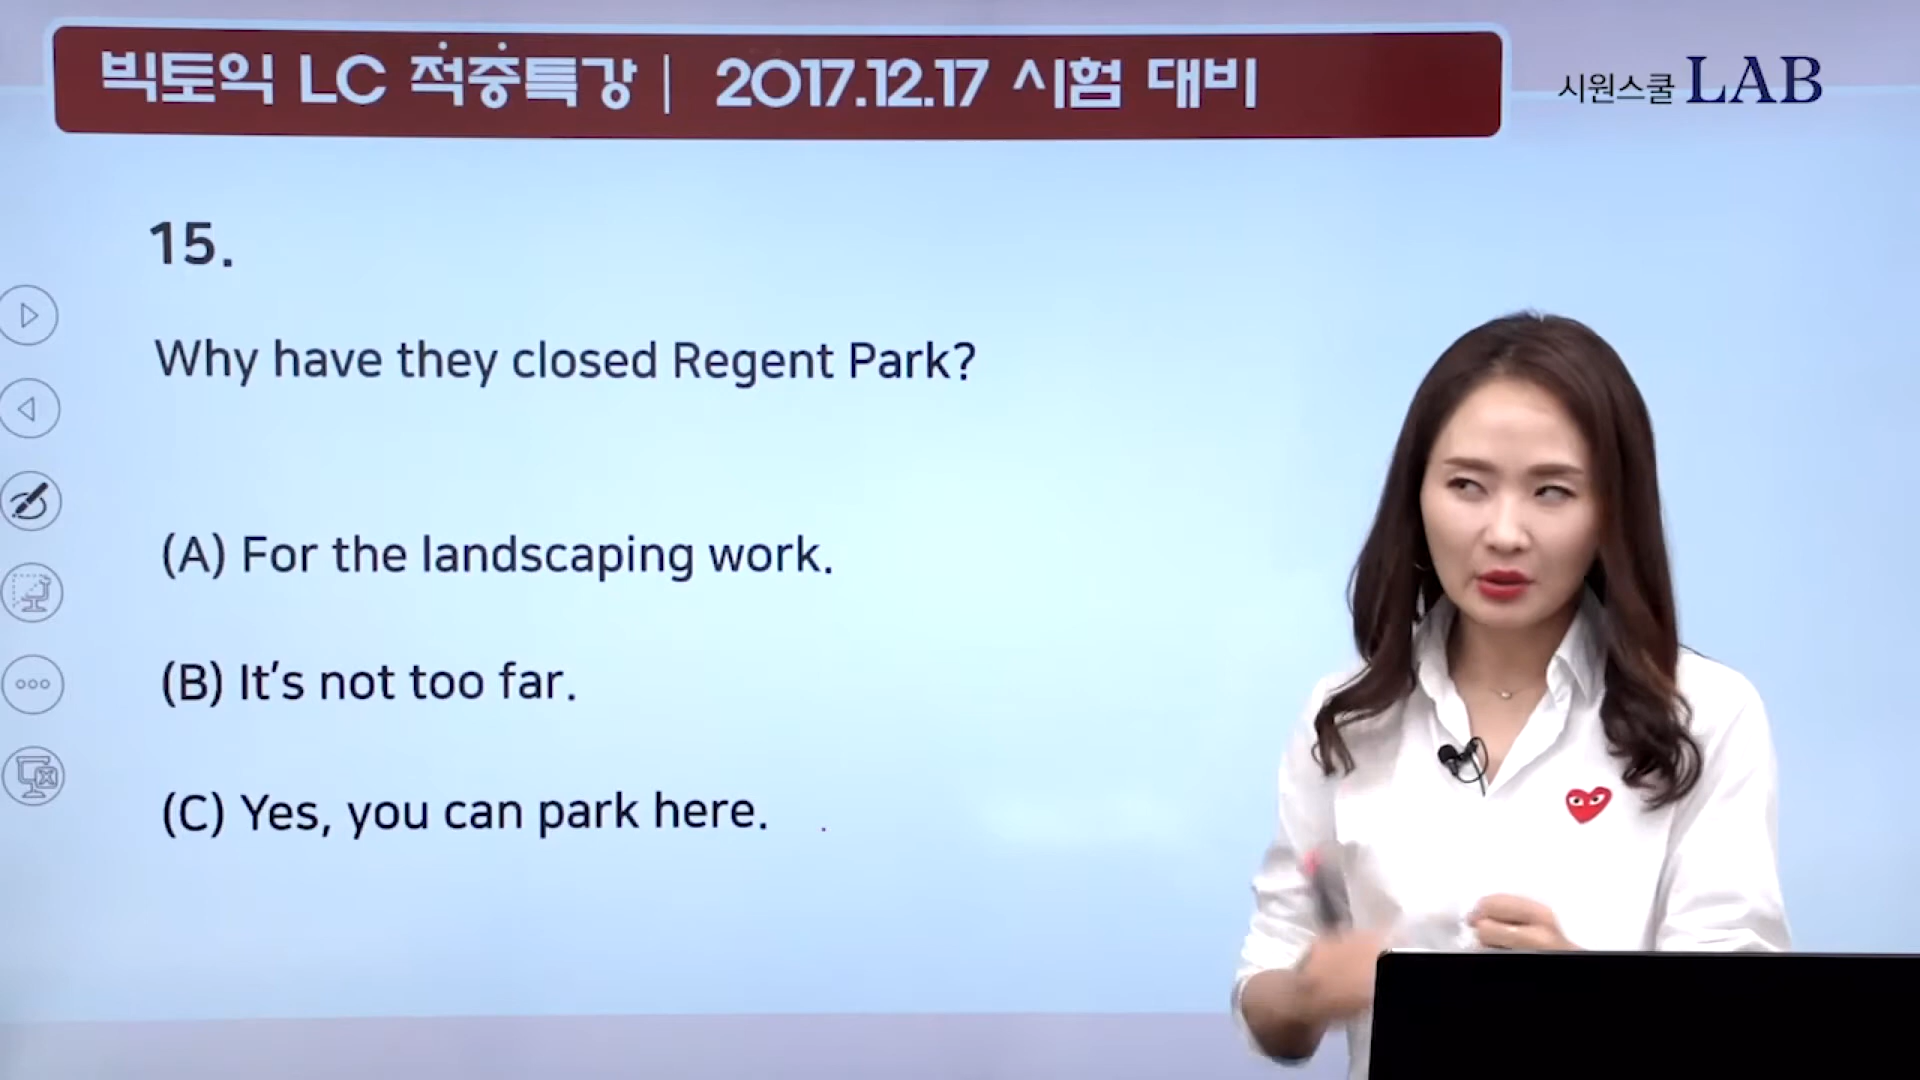 빅토익 LC 적중특강 | 2017.12.17 시험 대비
시원스쿨 LAB
15.
Why have they closed Regent Park?
(A) For the landscaping work.
(B) It's not too far.
(C) Yes, you can park here.